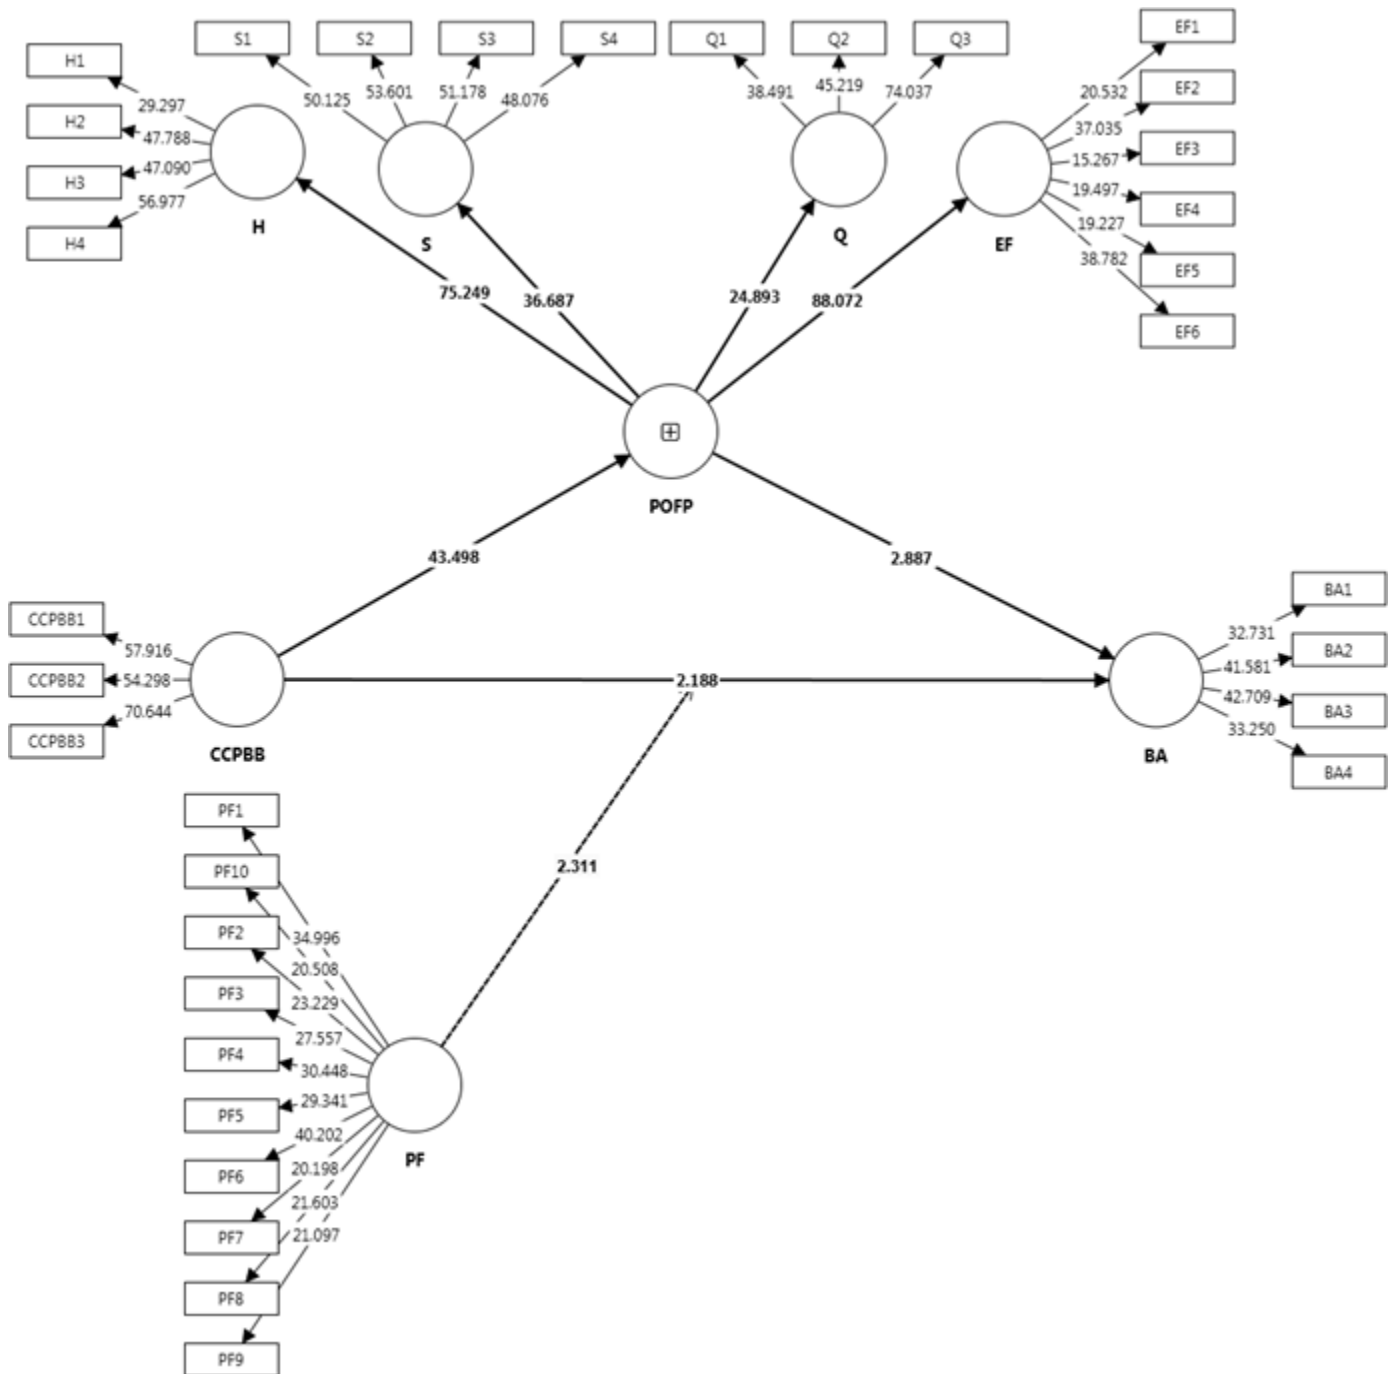 S1
S2
S3
S4
Q1
Q2
Q3
EF1
H1
EF2
H2
EF3
H3
EF4
H4
EF5
EF6
29.297
47.788
47.090
56.977
50.125
53.601
51.178
48.076
38.491
45.219
74.037
20.532
37.035
15.267
19.497
19.227
38.782
H
S
Q
EF
75.249
36.687
24.893
88.072
POFP
43.498
2.887
CCPBB1
CCPBB2
CCPBB3
57.916
54.298
70.644
CCPBB
2.188
BA
32.731
41.581
42.709
33.250
BA1
BA2
BA3
BA4
2.311
PF1
PF10
PF2
PF3
PF4
PF5
PF6
PF7
PF8
PF9
34.996
20.508
23.229
27.557
30.448
29.341
40.202
20.198
21.603
21.097
PF